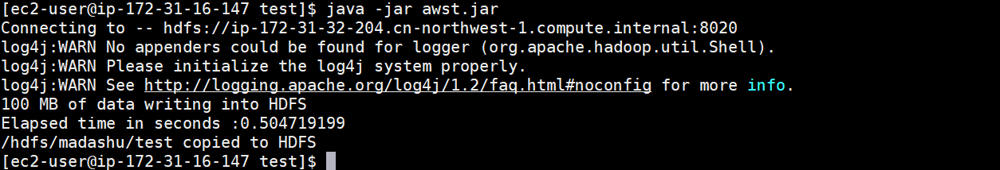 [ec2-user@ip-172-31-16-147 test]$ java -jar awst.jar
Connecting to -- hdfs://ip-172-31-32-204.cn-northwest-1.compute.internal:8020
log4j:WARN No appenders could be found for logger (org.apache.hadoop.util.Shell).
log4j:WARN Please initialize the log4j system properly.
log4j:WARN See http://logging.apache.org/log4j/1.2/faq.html#noconfig for more info.
100 MB of data writing into HDFS
Elapsed time in seconds :0.504719199
/hdfs/madashu/test copied to HDFS
[ec2-user@ip-172-31-16-147 test]$